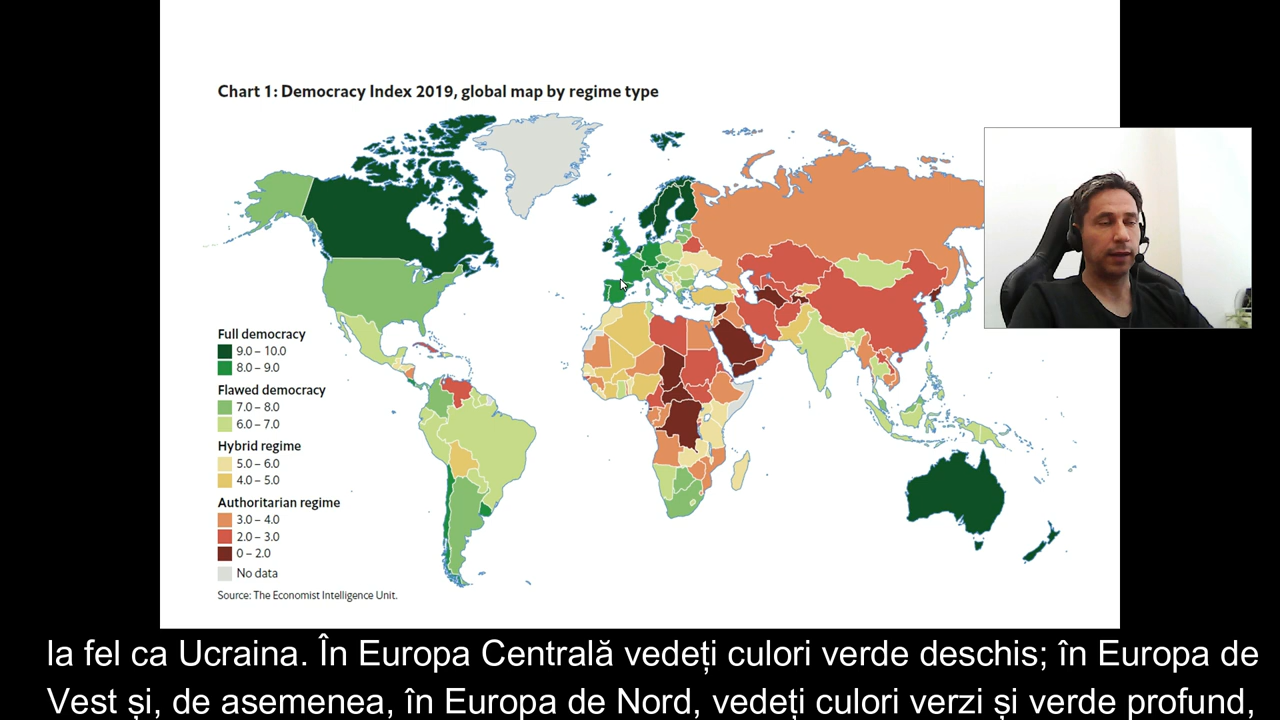 Chart 1: Democracy Index 2019, global map by regime type
Full democracy
9.0 – 10.0
8.0 – 9.0
Flawed democracy
7.0 – 8.0
6.0 – 7.0
Hybrid regime
5.0 – 6.0
4.0 – 5.0
Authoritarian regime
3.0 – 4.0
2.0 – 3.0
0 – 2.0
No data
Source: The Economist Intelligence Unit.
la fel ca Ucraina. În Europa Centrală vedeți culori verde deschis; în Europa de
Vest și, de asemenea, în Europa de Nord, vedeți culori verzi și verde profund,